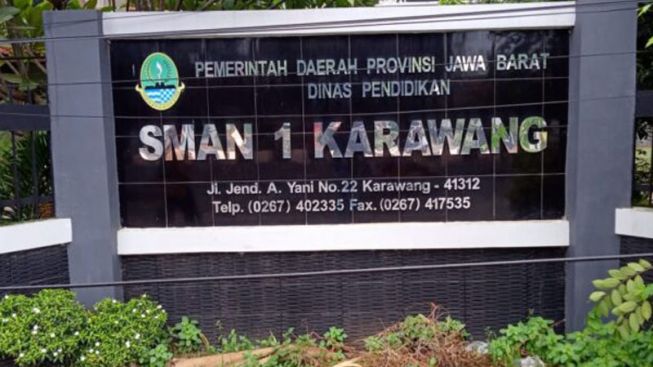 PEMERINTAH DAERAH PROVINSI JAWA BARAT
DINAS PENDIDIKAN
SMAN 1 KARAWANG
Jl. Jend. A. Yani No.22 Karawang - 41312
Telp. (0267) 402335 Fax. (0267) 417535